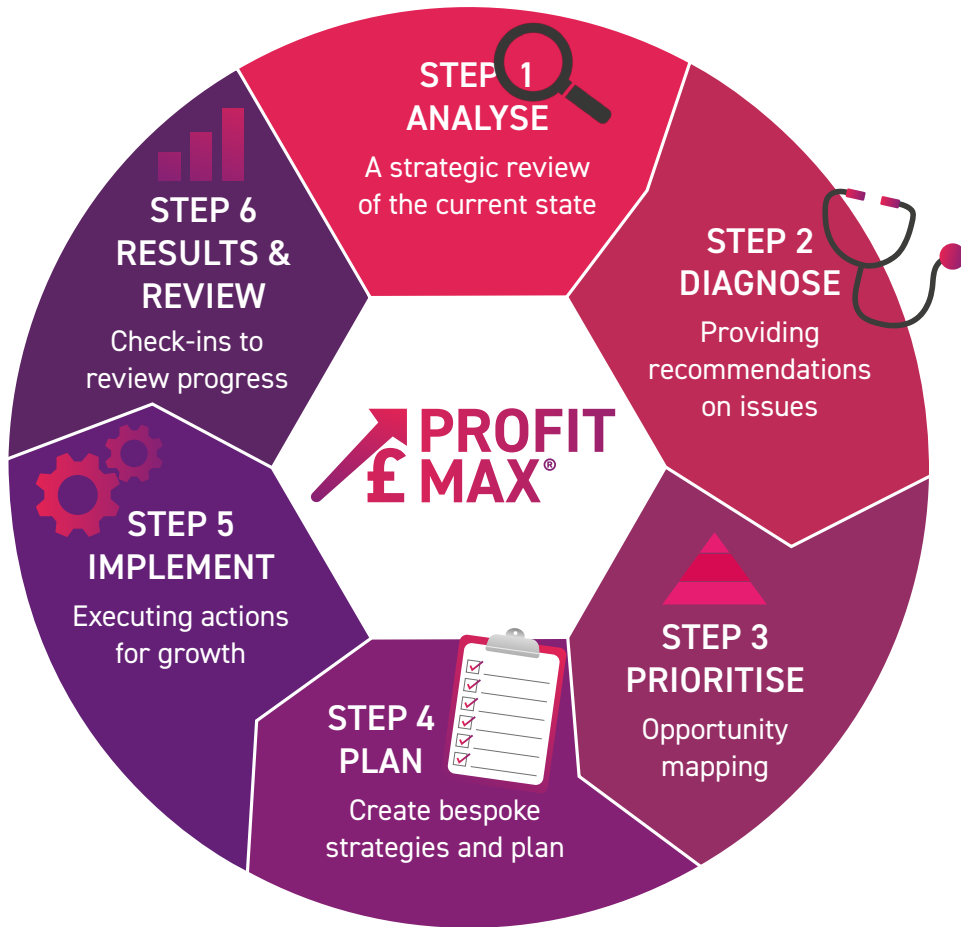 STEP 1
ANALYSE
A strategic review
of the current state
STEP 2
DIAGNOSE
Providing
recommendations
on issues
STEP 3
PRIORITISE
Opportunity
mapping
STEP 4
PLAN
Create bespoke
strategies and plan
STEP 5
IMPLEMENT
Executing actions
for growth
STEP 6
RESULTS &
REVIEW
Check-ins to
review progress
PROFIT
£ MAX®